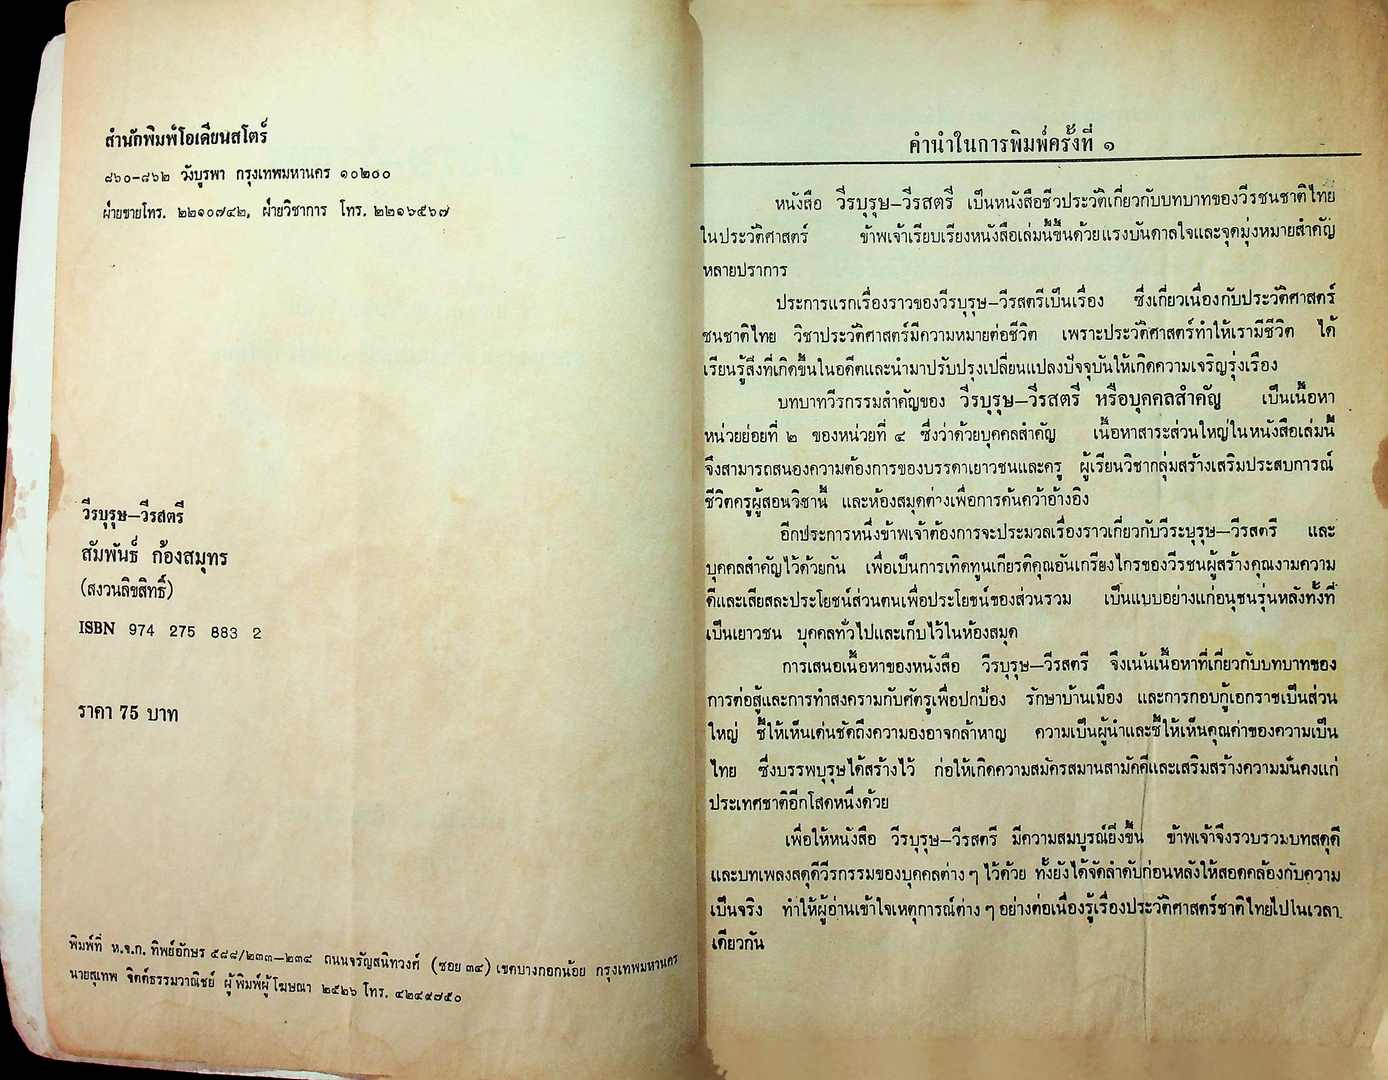 สำนักพิมพ์โอเดียนสโตร์
๘๖๐-๘๖๒ วังบูรพา กรุงเทพมหานคร ๑๐๒๐๐
ฝ่ายขายโทร. ๒๒๑๐๗๔๒, ฝ่ายวิชาการ โทร. ๒๒๑๖๕๖๗
วีรบุรุษ-วีรสตรี
สัมพันธ์ ก้องสมุทร
(สงวนลิขสิทธิ์)
ISBN 974 275 883 2
ราคา 75 บาท
พิมพ์ที่ ห.จ.ก. ทิพย์อักษร ๕๘๘/๒๓๓-๒๓๔ ถนนจรัญสนิทวงศ์ (ซอย ๓๔) เขตบางกอกน้อย กรุงเทพมหานคร
นายสุเทพ จิตต์ธรรมวาณิชย์ ผู้พิมพ์ผู้โฆษณา ๒๕๒๖ โทร. ๔๒๔๙๗๕๐
คำนำในการพิมพ์ครั้งที่ ๑
หนังสือ วีรบุรุษ-วีรสตรี เป็นหนังสือชีวประวัติเกี่ยวกับบทบาทของวีรชนชาติไทย
ในประวัติศาสตร์ ข้าพเจ้าเรียบเรียงหนังสือเล่มนี้ขึ้นด้วยแรงบันดาลใจและจุดมุ่งหมายสำคัญ
หลายปราการ
ประการแรกเรื่องราวของวีรบุรุษ-วีรสตรีเป็นเรื่อง ซึ่งเกี่ยวเนื่องกับประวัติศาสตร์
ชนชาติไทย วิชาประวัติศาสตร์มีความหมายต่อชีวิต เพราะประวัติศาสตร์ทำให้เรามีชีวิต ได้
เรียนรู้สิ่งที่เกิดขึ้นในอดีตและนำมาปรับปรุงเปลี่ยนแปลงปัจจุบันให้เกิดความเจริญรุ่งเรือง
บทบาทวีรกรรมสำคัญของ วีรบุรุษ-วีรสตรี หรือบุคคลสำคัญ เป็นเนื้อหา
หน่วยย่อยที่ ๒ ของหน่วยที่ ๔ ซึ่งว่าด้วยบุคคลสำคัญ เนื้อหาสาระส่วนใหญ่ในหนังสือเล่มนี้
จึงสามารถสนองความต้องการของบรรดาเยาวชนและครู ผู้เรียนวิชากลุ่มสร้างเสริมประสบการณ์
ชีวิตครูผู้สอนวิชานี้ และห้องสมุดต่างเพื่อการค้นคว้าอ้างอิง
อีกประการหนึ่งข้าพเจ้าต้องการจะประมวลเรื่องราวเกี่ยวกับวีระบุรุษ-วีรสตรี และ
บุคคลสำคัญไว้ด้วยกัน เพื่อเป็นการเทิดทูนเกียรติคุณอันเกรียงไกรของวีรชนผู้สร้างคุณงามความ
ดีและเสียสละประโยชน์ส่วนตนเพื่อประโยชน์ของส่วนรวม เป็นแบบอย่างแก่อนุชนรุ่นหลังทั้งที่
เป็นเยาวชน บุคคลทั่วไปและเก็บไว้ในห้องสมุด
การเสนอเนื้อหาของหนังสือ วีรบุรุษ-วีรสตรี จึงเน้นเนื้อหาที่เกี่ยวกับบทบาทของ
การต่อสู้และการทำสงครามกับศัตรูเพื่อปกป้อง รักษาบ้านเมือง และการกอบกู้เอกราชเป็นส่วน
ใหญ่ ชี้ให้เห็นเด่นชัดถึงความองอาจกล้าหาญ ความเป็นผู้นำและชี้ให้เห็นคุณค่าของความเป็น
ไทย ซึ่งบรรพบุรุษได้สร้างไว้ ก่อให้เกิดความสมัครสมานสามัคคีและเสริมสร้างความมั่นคงแก่
ประเทศชาติอีกโสดหนึ่งด้วย
เพื่อให้หนังสือ วีรบุรุษ-วีรสตรี มีความสมบูรณ์ยิ่งขึ้น ข้าพเจ้าจึงรวบรวมบทสดุดี
และบทเพลงสดุดีวีรกรรมของบุคคลต่าง ๆ ไว้ด้วย ทั้งยังได้จัดลำดับก่อนหลังให้สอดคล้องกับความ
เป็นจริง ทำให้ผู้อ่านเข้าใจเหตุการณ์ต่าง ๆ อย่างต่อเนื่องรู้เรื่องประวัติศาสตร์ชาติไทยไปในเวลา
เดียวกัน